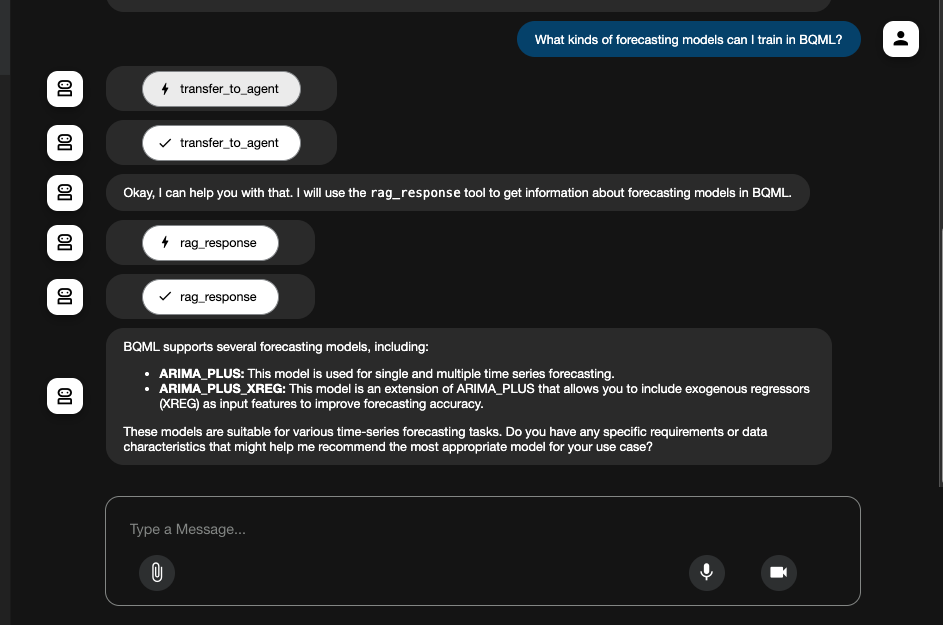 What kinds of forecasting models can I train in BQML?
transfer_to_agent
transfer_to_agent
Okay, I can help you with that. I will use the rag_response tool to get information about forecasting models in BQML.
rag_response
rag_response
BQML supports several forecasting models, including:
• ARIMA_PLUS: This model is used for single and multiple time series forecasting.
• ARIMA_PLUS_XREG: This model is an extension of ARIMA_PLUS that allows you to include exogenous regressors
(XREG) as input features to improve forecasting accuracy.
These models are suitable for various time-series forecasting tasks. Do you have any specific requirements or data
characteristics that might help me recommend the most appropriate model for your use case?
Type a Message...